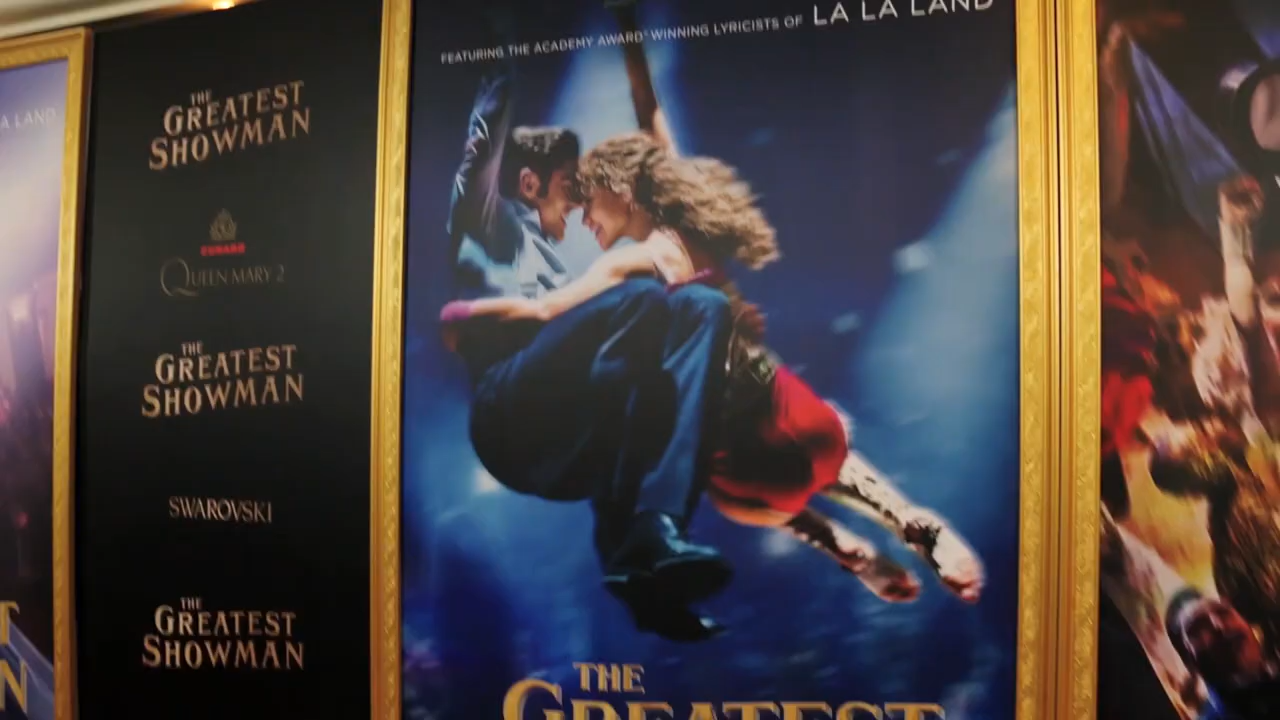 A LAND
T
N
THE
GREATEST
SHOWMAN
CUNARD
QUEEN MARY 2
THE
GREATEST
SHOWMAN
SWAROVSKI
THE
GREATEST
SHOWMAN
FEATURING THE ACADEMY AWARD® WINNING LYRICISTS OF LA LA LAND
THE
GREATEST